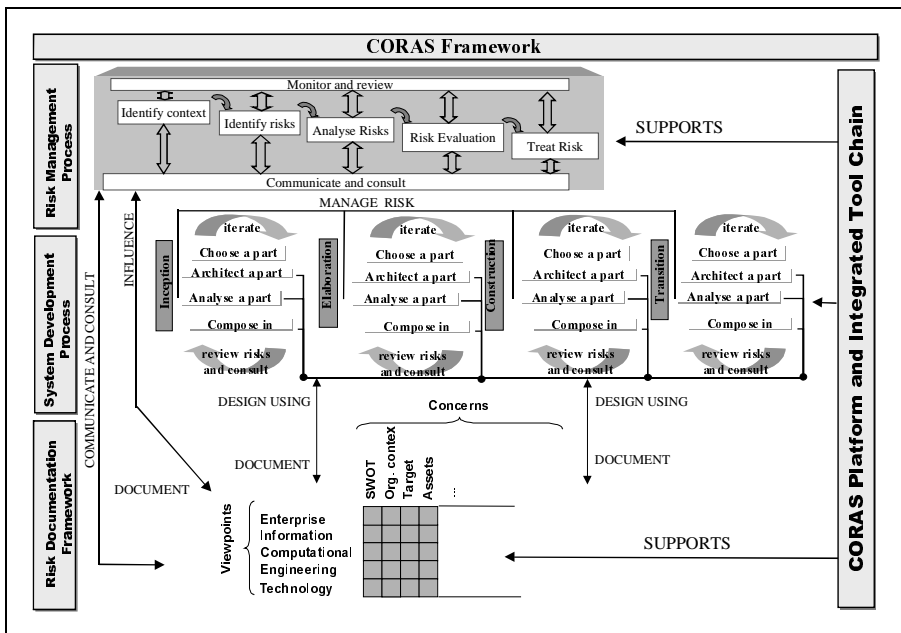 CORAS Framework
Risk Management
Process
Monitor and review
Identify context
Identify risks
Analyse Risks
Risk Evaluation
Treat Risk
Communicate and consult
SUPPORTS
MANAGE RISK
INFLUENCE
COMMUNICATE AND CONSULT
System Development
Process
Inception
iterate
Choose a part
Architect a part
Analyse a part
Compose in
review risks
and consult
Elaboration
iterate
Choose a part
Architect a part
Analyse a part
Compose in
review risks
and consult
Construction
iterate
Choose a part
Architect a part
Analyse a part
Compose in
review risks
and consult
Transition
iterate
Choose a part
Architect a part
Analyse a part
Compose in
review risks
and consult
DESIGN USING
Concerns
DESIGN USING
DOCUMENT
DOCUMENT
DOCUMENT
Risk Documentation
Framework
SWOT
Org. contex
Target
Assets
...
Viewpoints
Enterprise
Information
Computational
Engineering
Technology
SUPPORTS
CORAS Platform and Integrated Tool Chain